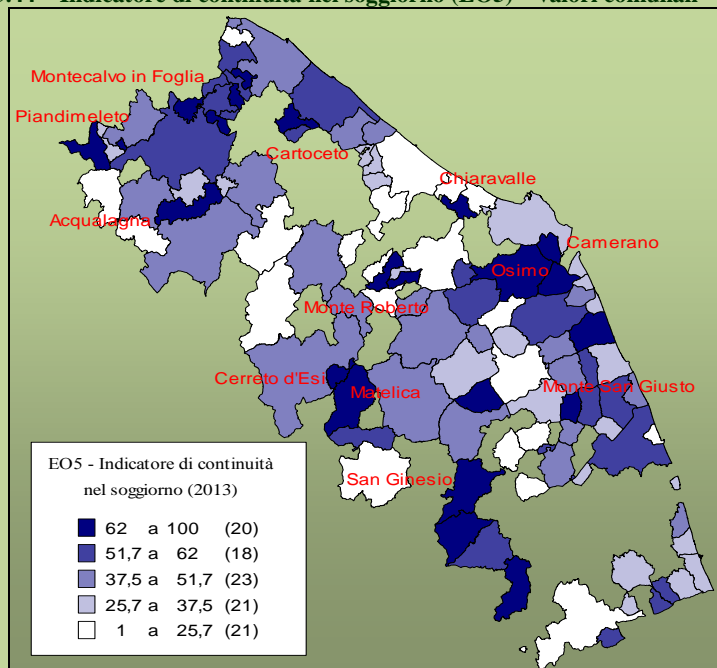 Indicatore di continuità nel soggiorno (EO5) – Valori comunali
Montecalvo in Foglia
Piandimeleto
Cartoceto
Chiaravalle
Acqualagna
Camerano
Osimo
Monte Roberto
Cerreto d'Esi
Matelica
Monte San Giusto
San Ginesio
EO5 - Indicatore di continuità
nel soggiorno (2013)
62 a 100 (20)
51,7 a 62 (18)
37,5 a 51,7 (23)
25,7 a 37,5 (21)
1 a 25,7 (21)